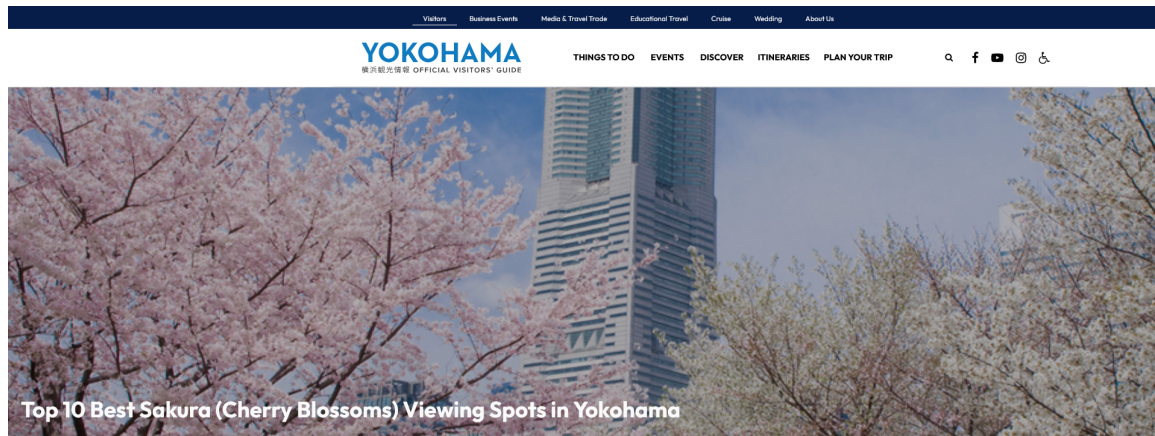 Visitors Business Events Media & Travel Trade Educational Travel Cruise Wedding About Us
YOKOHAMA
横浜観光情報 OFFICIAL VISITORS' GUIDE
THINGS TO DO EVENTS DISCOVER ITINERARIES PLAN YOUR TRIP
Top 10 Best Sakura (Cherry Blossoms) Viewing Spots in Yokohama